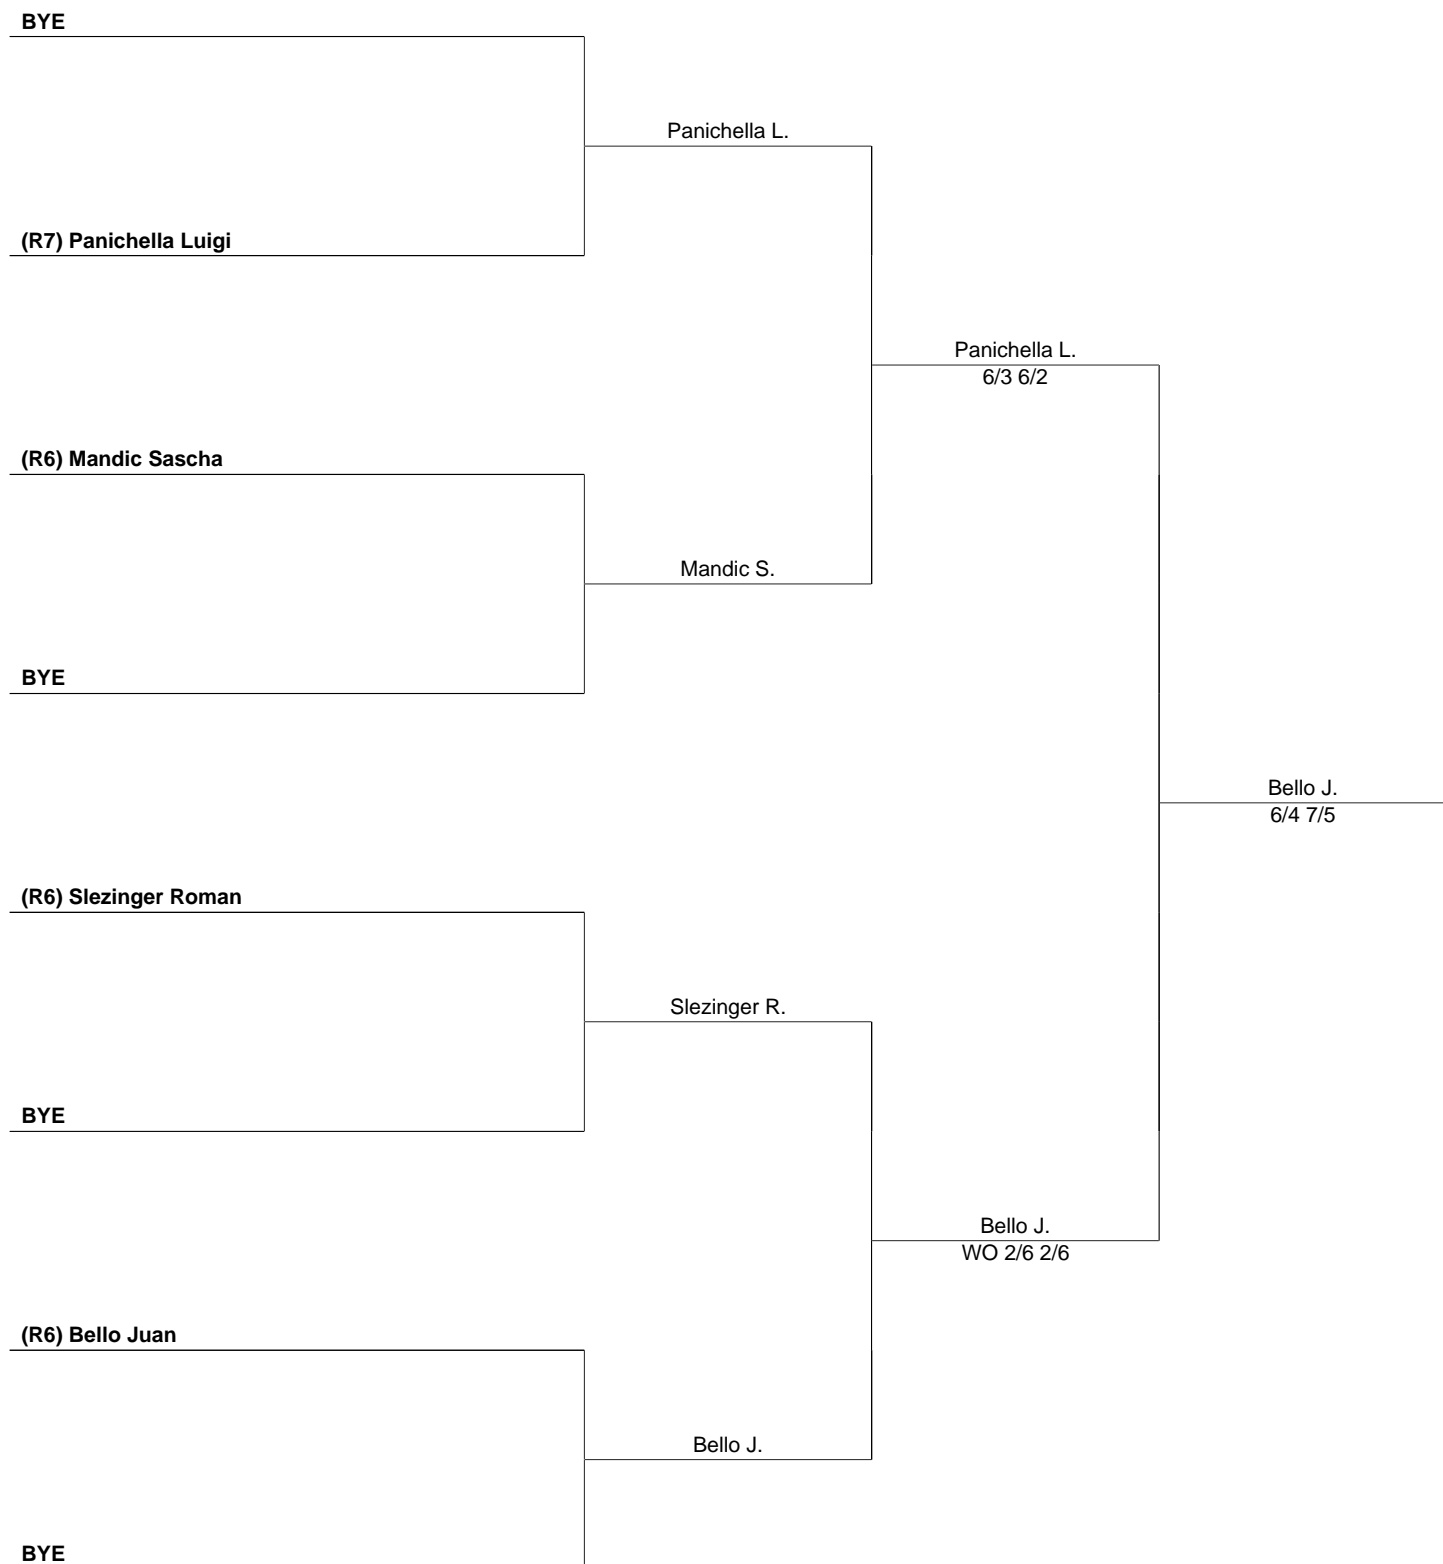 BYE
Panichella L.
(R7) Panichella Luigi
Panichella L.
6/3 6/2
(R6) Mandic Sascha
Mandic S.
BYE
Bello J.
6/4 7/5
(R6) Slezinger Roman
Slezinger R.
BYE
Bello J.
WO 2/6 2/6
(R6) Bello Juan
Bello J.
BYE